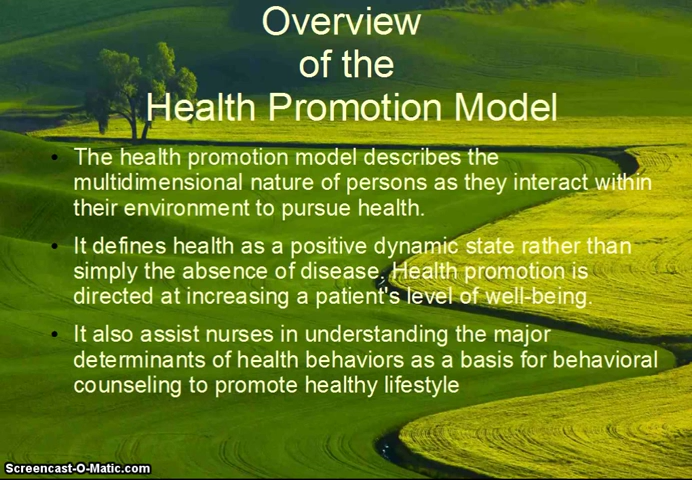 Overview
of the
Health Promotion Model
• The health promotion model describes the
multidimensional nature of persons as they interact within
their environment to pursue health.
• It defines health as a positive dynamic state rather than
simply the absence of disease. Health promotion is
directed at increasing a patient's level of well-being.
• It also assist nurses in understanding the major
determinants of health behaviors as a basis for behavioral
counseling to promote healthy lifestyle
Screencast-O-Matic.com